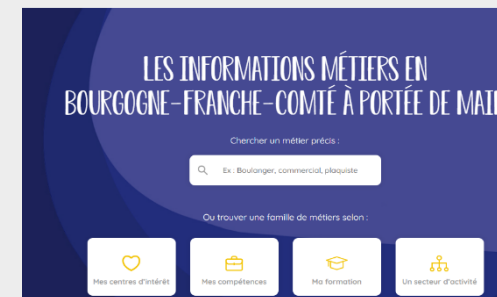 LES INFORMATIONS MÉTIERS EN
BOURGOGNE-FRANCHE-COMTÉ À PORTÉE DE MAI
Chercher un métier précis :
Ex : Boulanger, commercial, plaquiste
Ou trouver une famille de métiers selon :
Mes centres d'intérêt
Mes compétences
Ma formation
Un secteur d'activité